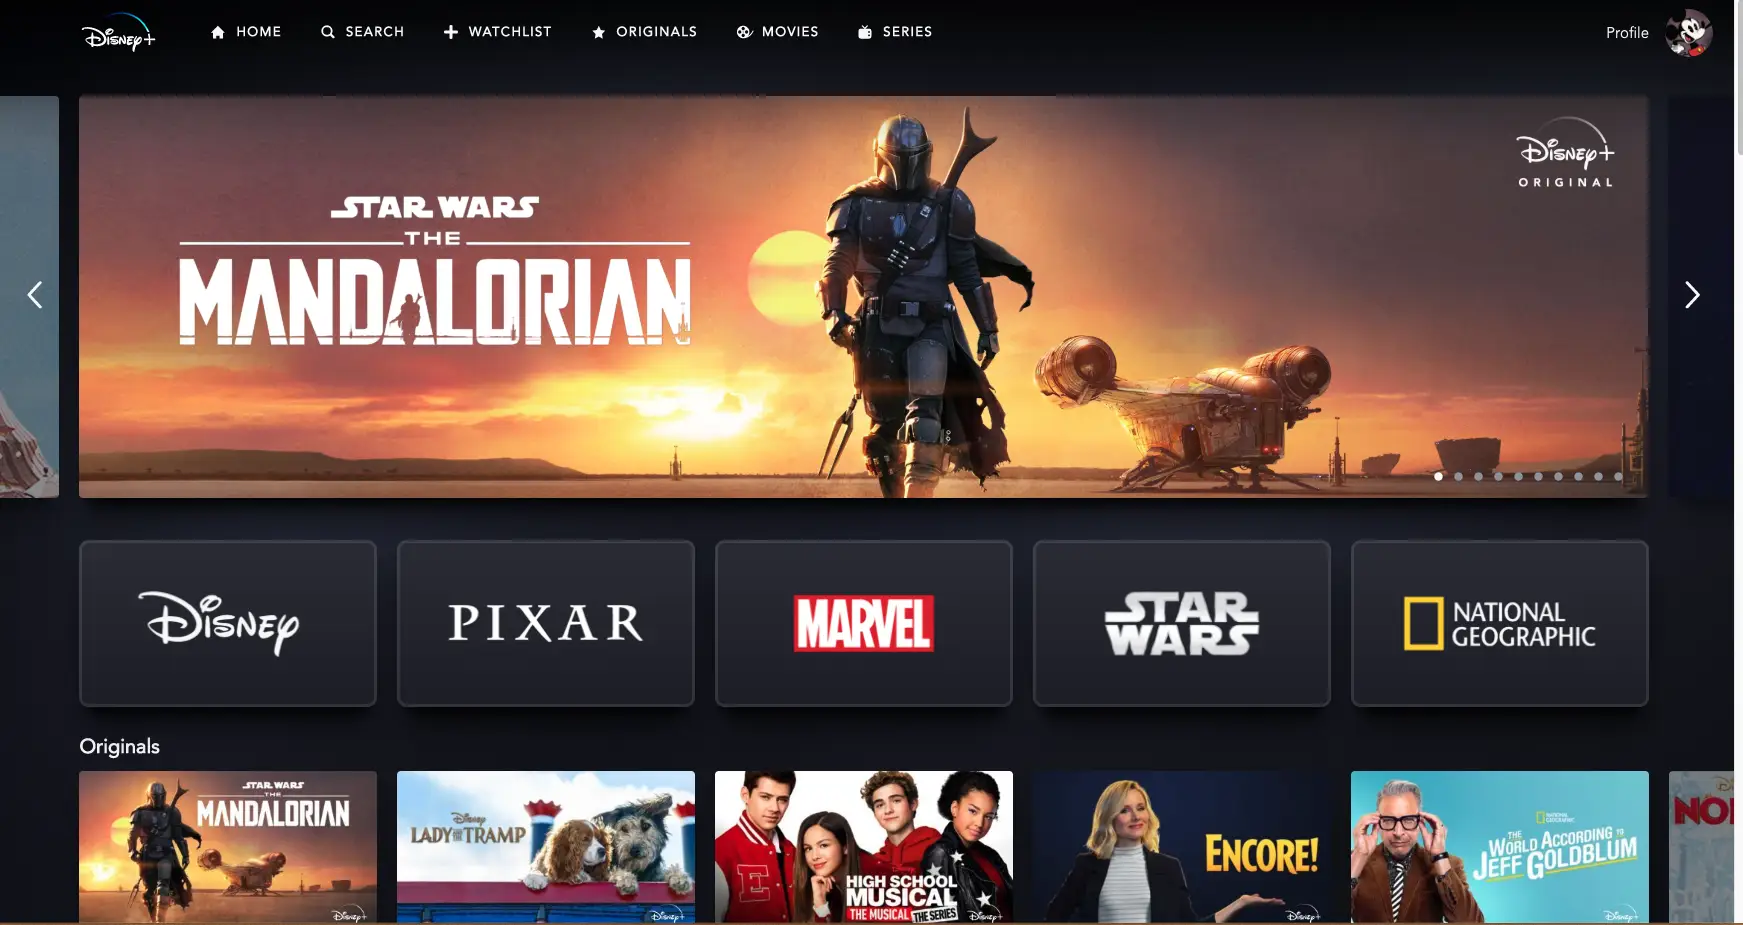 Disney+
HOME
SEARCH
WATCHLIST
ORIGINALS
MOVIES
SERIES
Profile
STAR WARS
THE
MANDALORIAN
Disney+
ORIGINAL
Disney
PIXAR
MARVEL
STAR
WARS
NATIONAL
GEOGRAPHIC
Originals
STAR WARS
THE
MANDALORIAN
Disney+
Disney
LADY AND THE TRAMP
Disney+
HIGH SCHOOL
MUSICAL
THE MUSICAL THE SERIES
Disney+
ENCORE!
Disney+
NATIONAL
GEOGRAPHIC
THE
WORLD ACCORDING TO
JEFF GOLDBLUM
Disney+